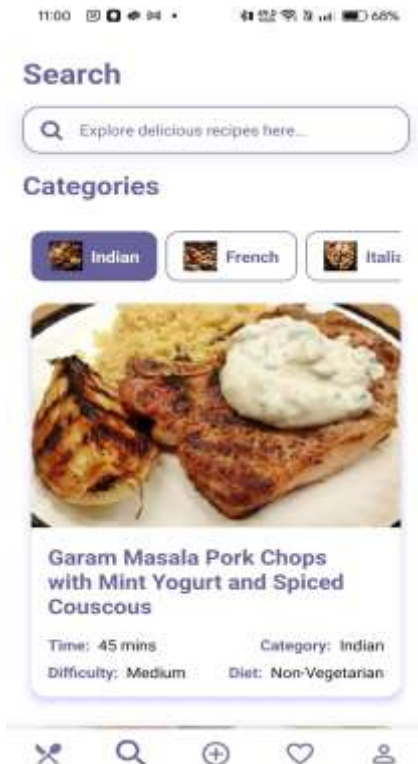 11:00
68%
Search
Explore delicious recipes here...
Categories
Indian
French
Italia
Garam Masala Pork Chops
with Mint Yogurt and Spiced
Couscous
Time: 45 mins
Category: Indian
Difficulty: Medium
Diet: Non-Vegetarian